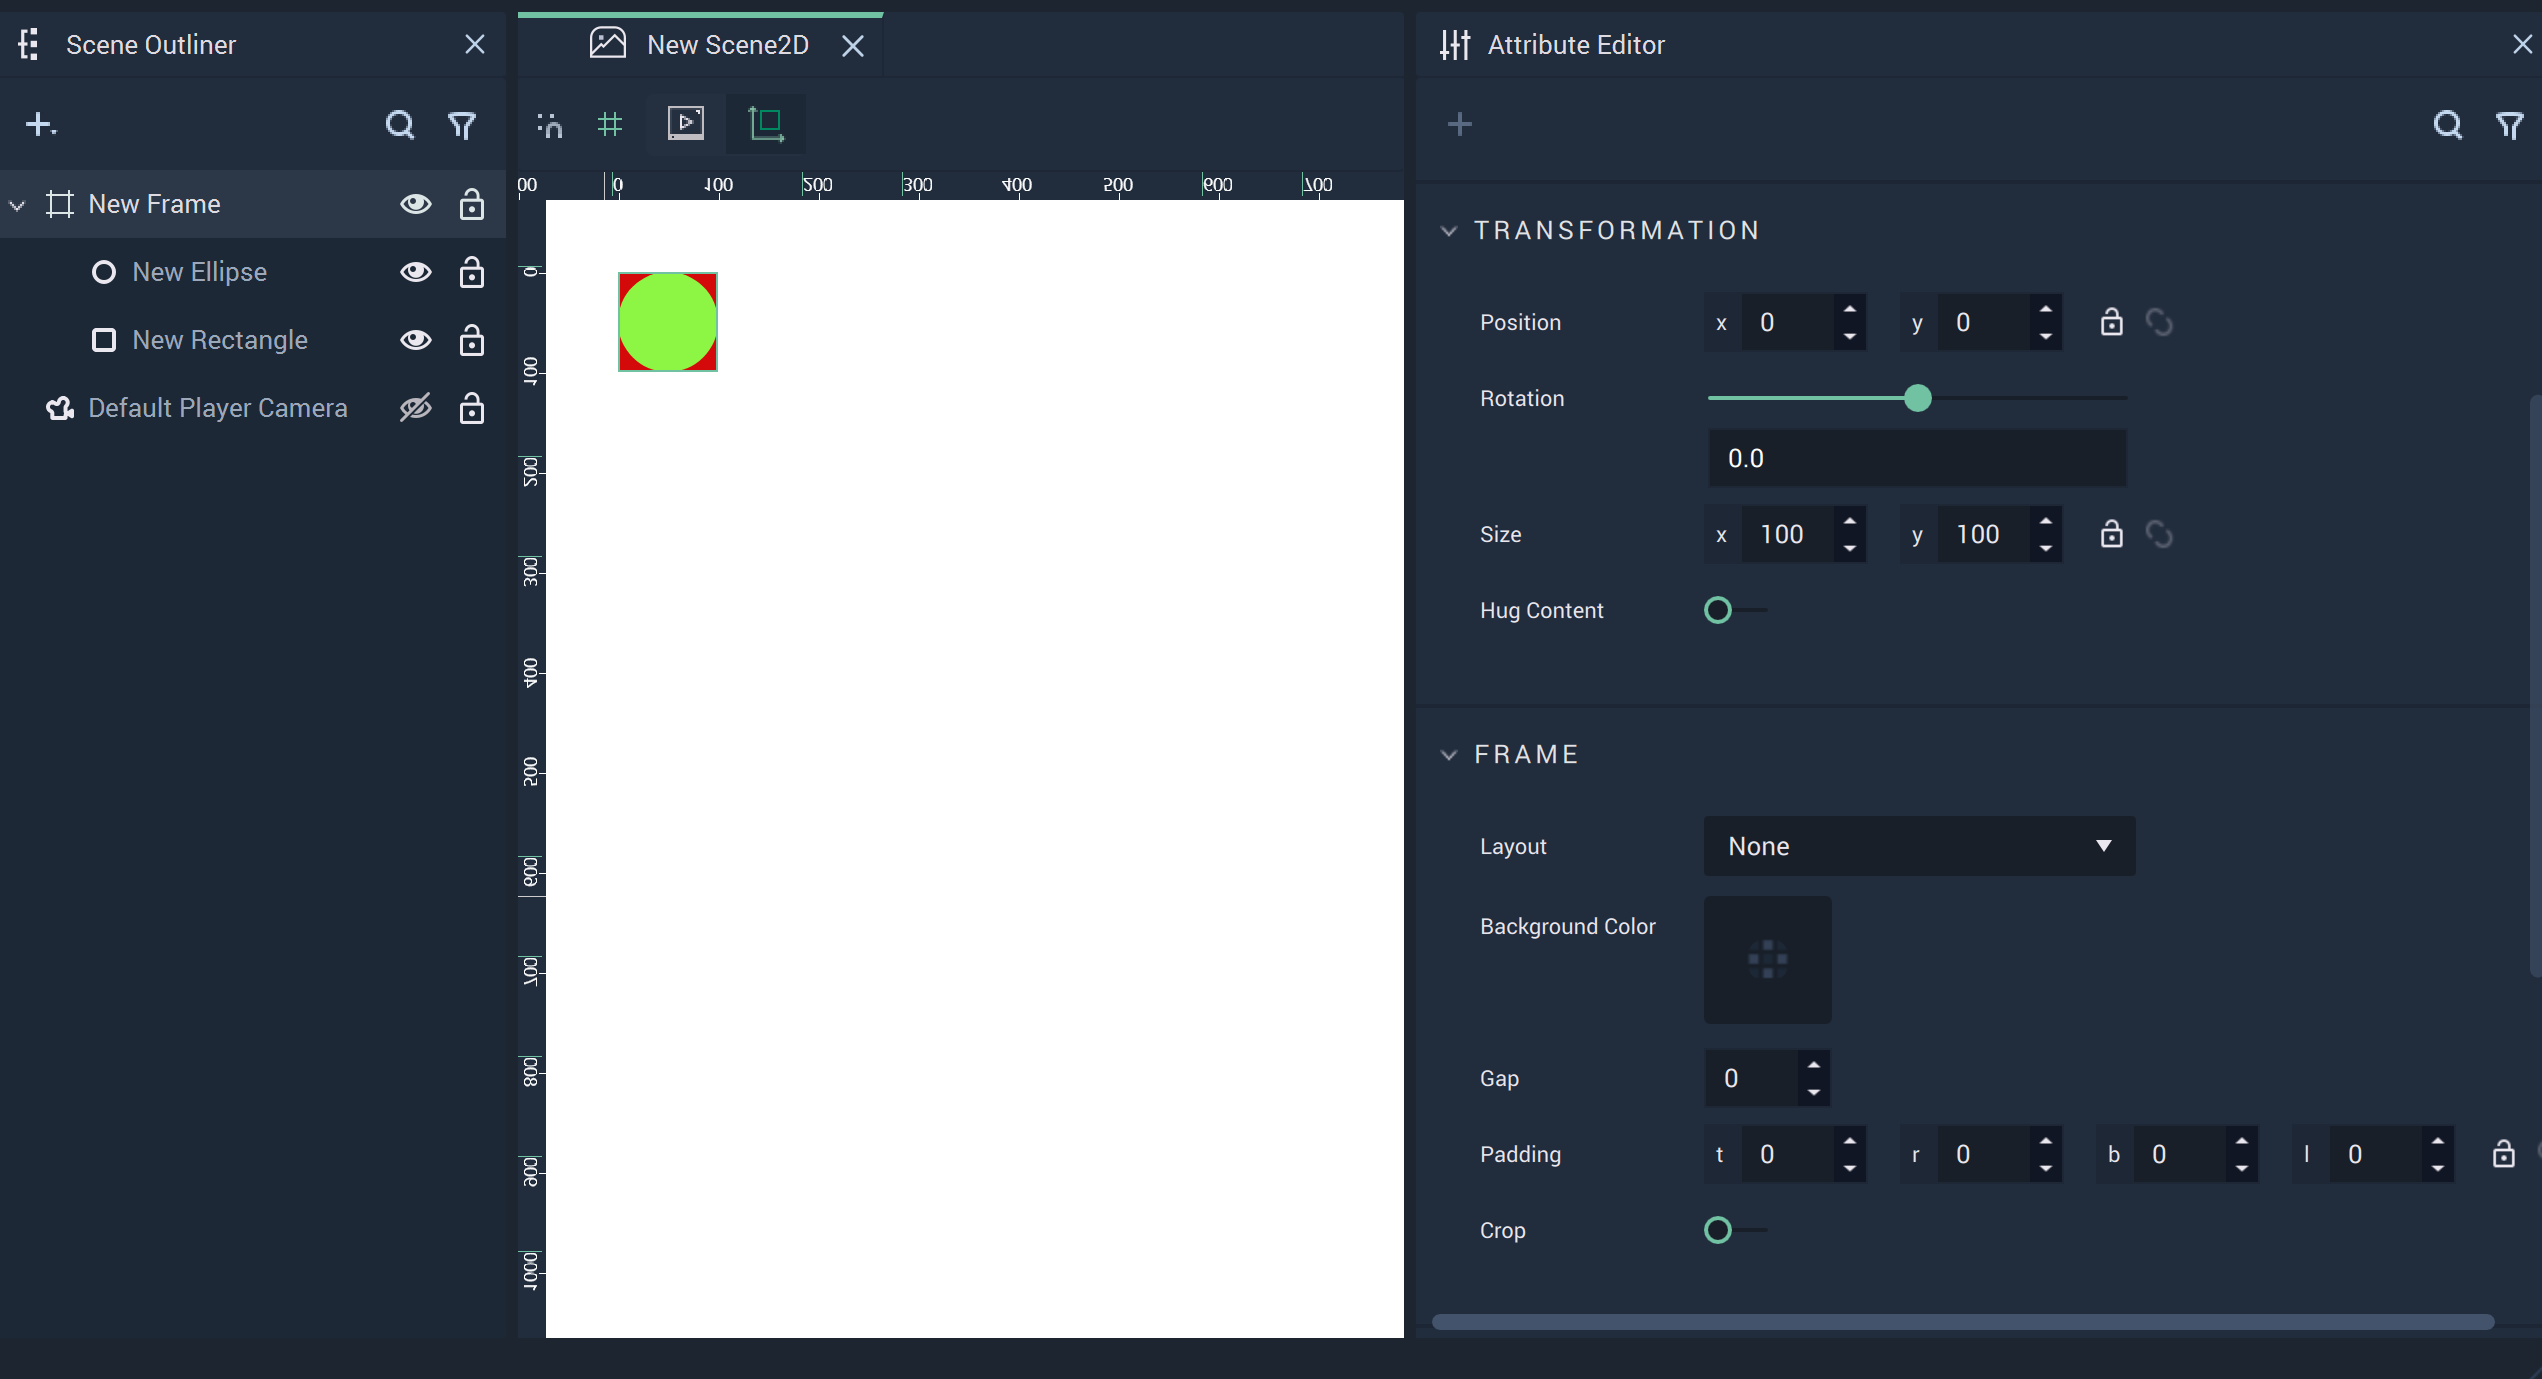 Scene Outliner
New Frame
New Ellipse
New Rectangle
Default Player Camera
New Scene2D
00 0 100 200 300 400 500 600 700
0
100
200
300
400
500
600
700
800
900
1000
Attribute Editor
TRANSFORMATION
Position x 0 y 0
Rotation
0.0
Size x 100 y 100
Hug Content
FRAME
Layout None
Background Color
Gap 0
Padding t 0 r 0 b 0 l 0
Crop